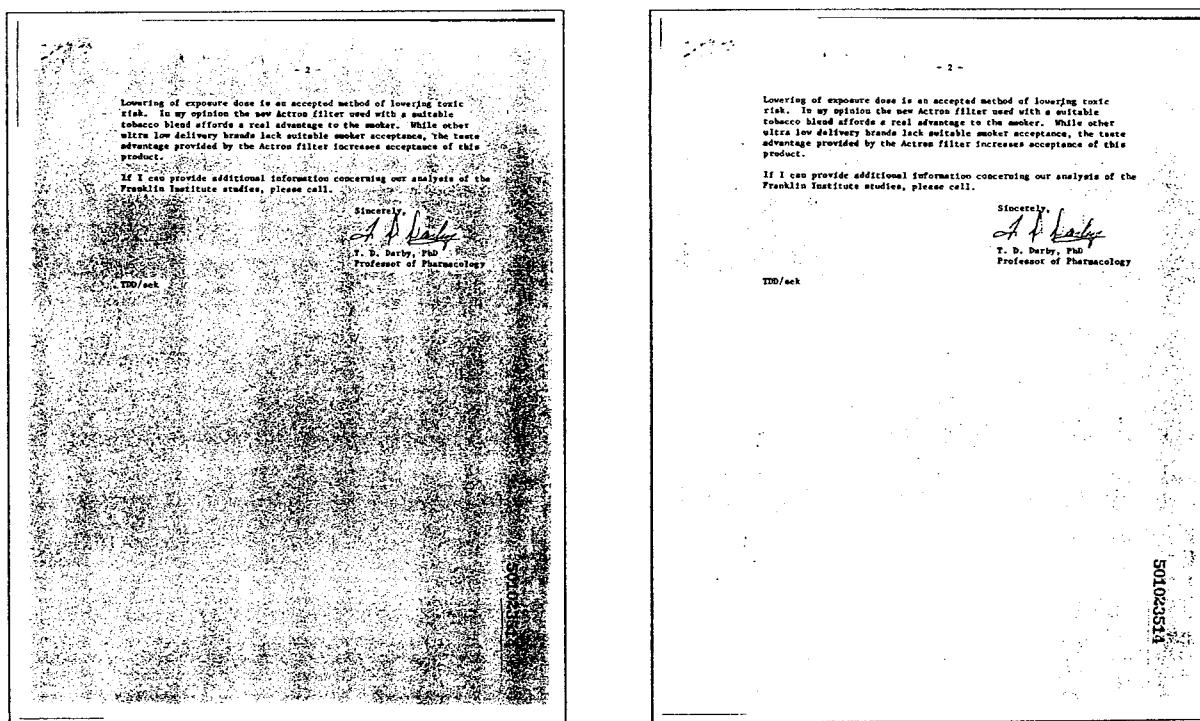 - 2 -
Lowering of exposure dose is an accepted method of lowering toxic
risk. In my opinion the new Actron filter used with a suitable
tobacco blend affords a real advantage to the smoker. While other
ultra low delivery brands lack suitable smoker acceptance, the taste
advantage provided by the Actron filter increases acceptance of this
product.
If I can provide additional information concerning our analysis of the
Franklin Institute studies, please call.
Sincerely,
T. D. Darby
T. D. Darby, PhD
Professor of Pharmacology
TDD/sek
501023514
- 2 -
Lowering of exposure dose is an accepted method of lowering toxic
risk. In my opinion the new Actron filter used with a suitable
tobacco blend affords a real advantage to the smoker. While other
ultra low delivery brands lack suitable smoker acceptance, the taste
advantage provided by the Actron filter increases acceptance of this
product.
If I can provide additional information concerning our analysis of the
Franklin Institute studies, please call.
Sincerely,
T. D. Darby
T. D. Darby, PhD
Professor of Pharmacology
TDD/sek
501023514